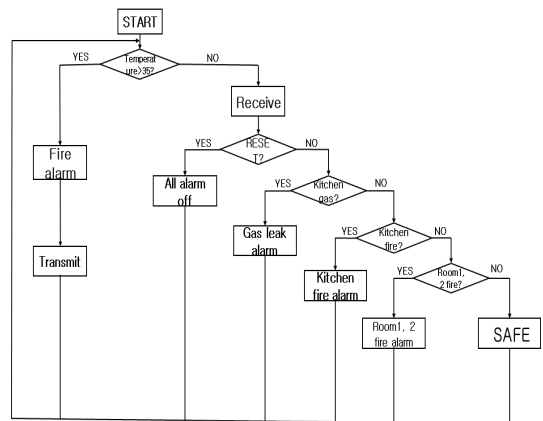 START
YES
Temperat
ure>35?
NO
Receive
Fire
alarm
YES
RESE
T?
NO
All alarm
off
YES
Kitchen
gas?
NO
Transmit
Gas leak
alarm
YES
Kitchen
fire?
NO
Kitchen
fire alarm
YES
Room1,
2 fire?
NO
Room1, 2
fire alarm
SAFE